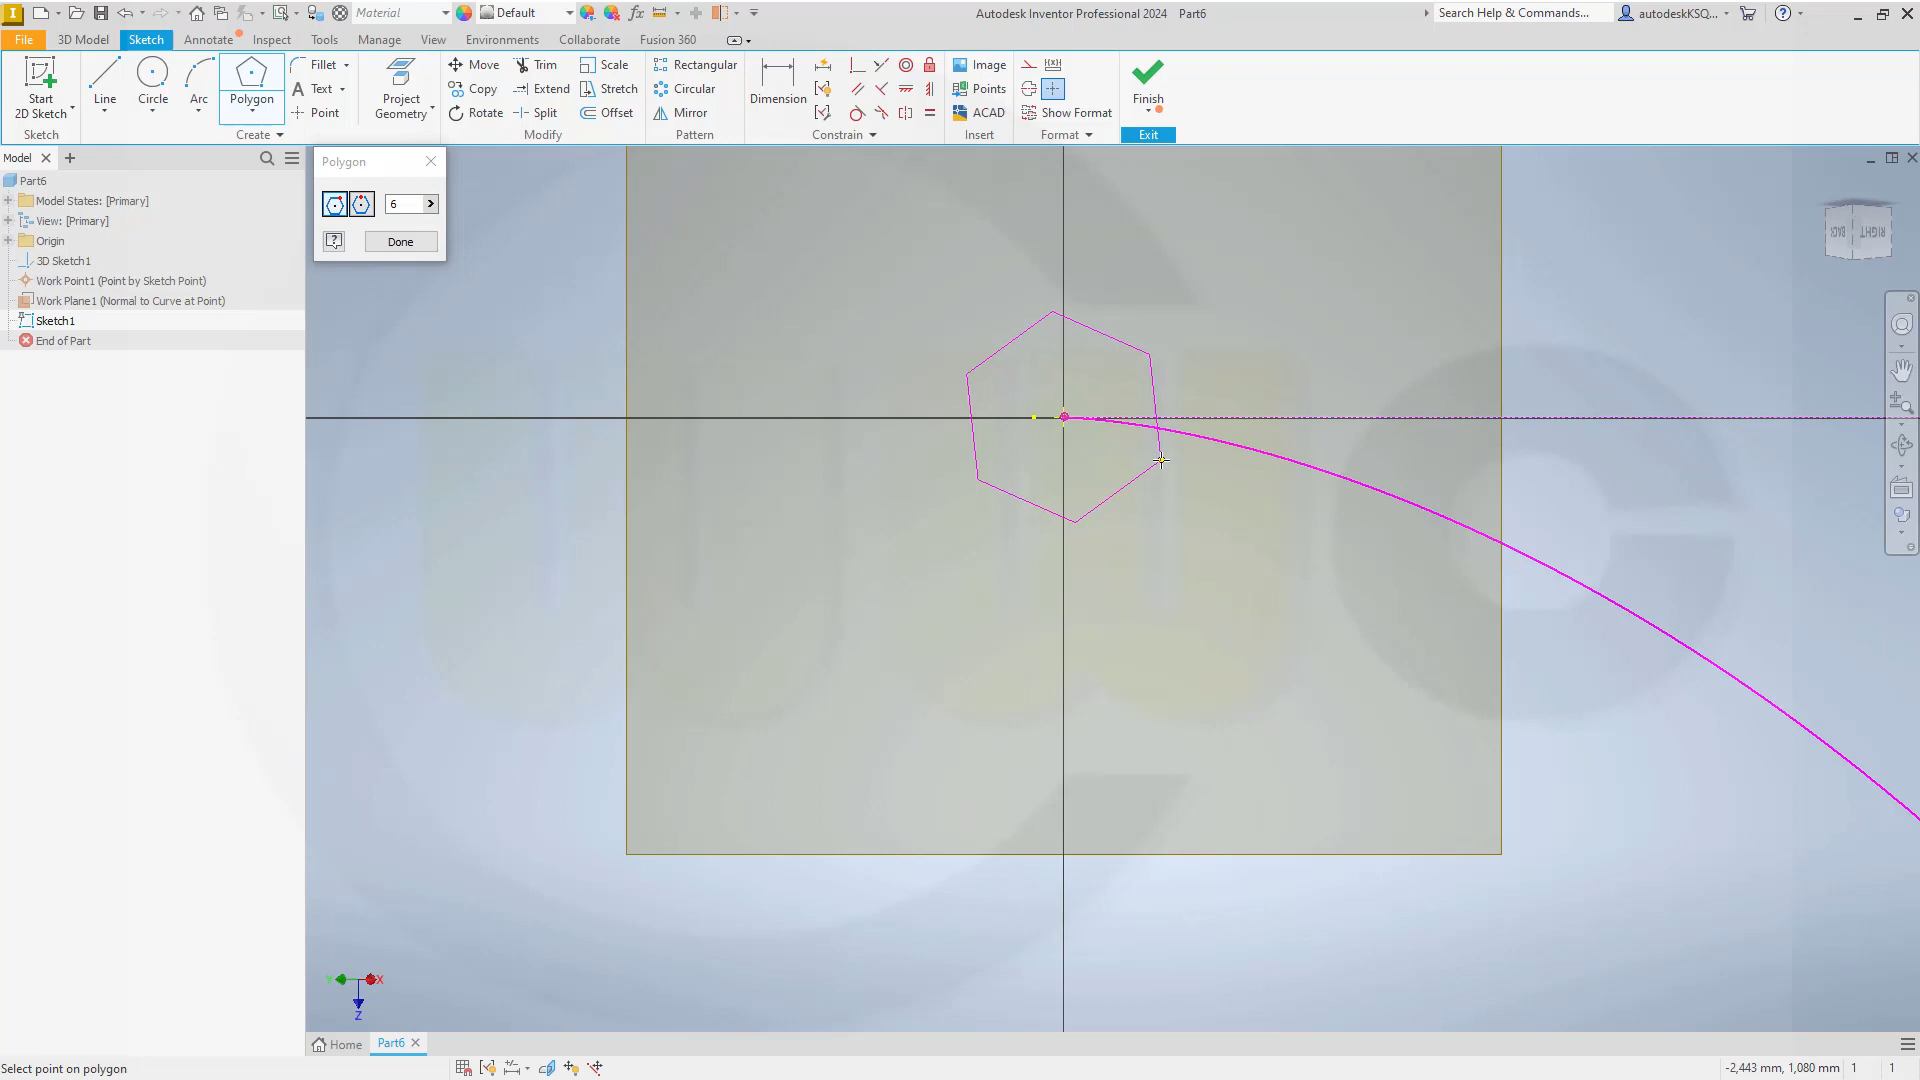 Material
Default
Autodesk Inventor Professional 2024 Part6
Search Help & Commands...
autodeskKSQ...
File 3D Model Sketch Annotate Inspect Tools Manage View Environments Collaborate Fusion 360
Start
2D Sketch
Line
Circle
Arc
Polygon
Fillet
Text
Point
Project
Geometry
Move
Copy
Rotate
Trim
Extend
Split
Scale
Stretch
Offset
Rectangular
Circular
Mirror
Dimension
Image
Points
ACAD
Show Format
Finish
Sketch Create Modify Pattern Constrain Insert Format Exit
Model
Part6
Model States: [Primary]
View: [Primary]
Origin
3D Sketch1
Work Point1 (Point by Sketch Point)
Work Plane1 (Normal to Curve at Point)
Sketch1
End of Part
Polygon
6
Done
BACK
RIGHT
Y
X
Z
Home
Part6
Select point on polygon
-2,443 mm, 1,080 mm 1 1